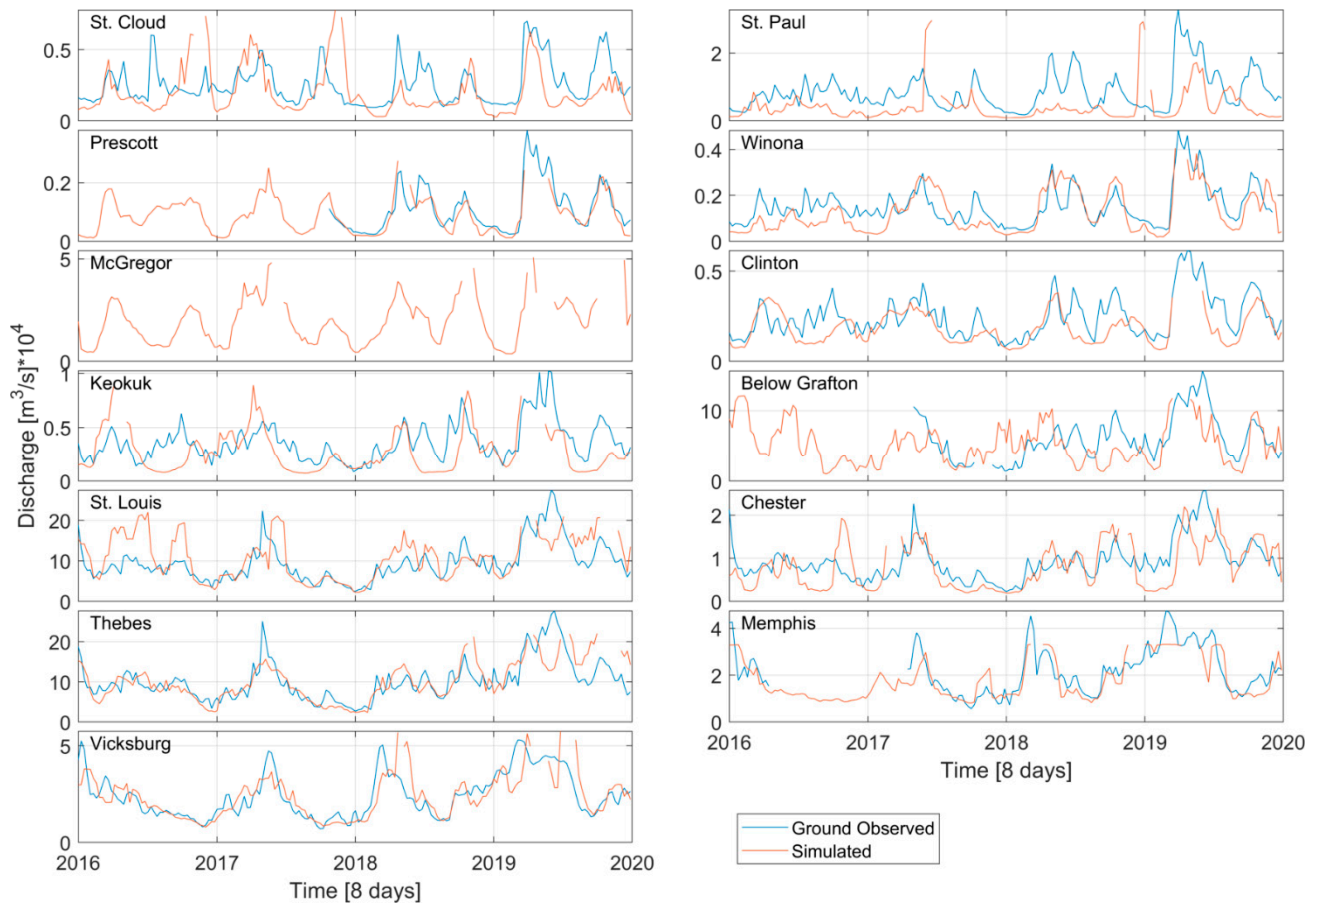 St. Cloud
0.5
0
Prescott
0.2
0
McGregor
5
0
Keokuk
1
0.5
0
St. Louis
20
10
0
Thebes
20
10
0
Vicksburg
5
0
2016 2017 2018 2019 2020
Time [8 days]
Discharge [m³/s]*10⁴
St. Paul
2
0
Winona
0.4
0.2
0
Clinton
0.5
0
Below Grafton
10
0
Chester
2
1
0
Memphis
4
2
0
2016 2017 2018 2019 2020
Time [8 days]
Ground Observed
Simulated